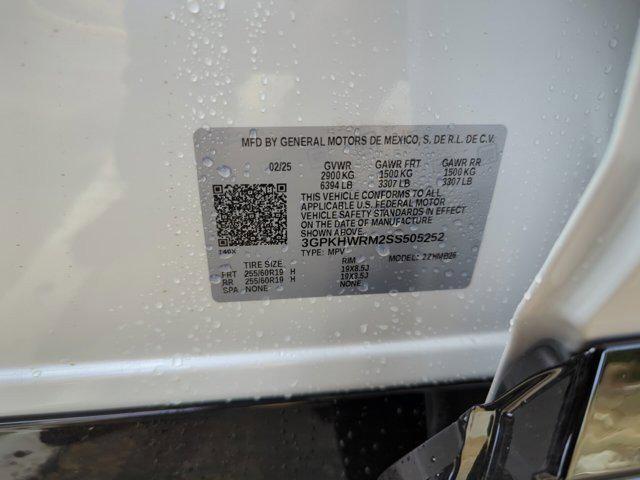 MFD BY GENERAL MOTORS DE MEXICO, S. DE R.L. DE C.V.
02/25 GVWR GAWR FRT GAWR RR
2900 KG 1500 KG 1500 KG
6394 LB 3307 LB 3307 LB
THIS VEHICLE CONFORMS TO ALL
APPLICABLE U.S. FEDERAL MOTOR
VEHICLE SAFETY STANDARDS IN EFFECT
ON THE DATE OF MANUFACTURE
SHOWN ABOVE.
3GPKHWRM2SS505252
TYPE: MPV MODEL: 22HMB26
TIRE SIZE RIM
FRT 255/60R19 H 19X8.5J
RR 255/60R19 H 19X8.5J
SPA NONE NONE